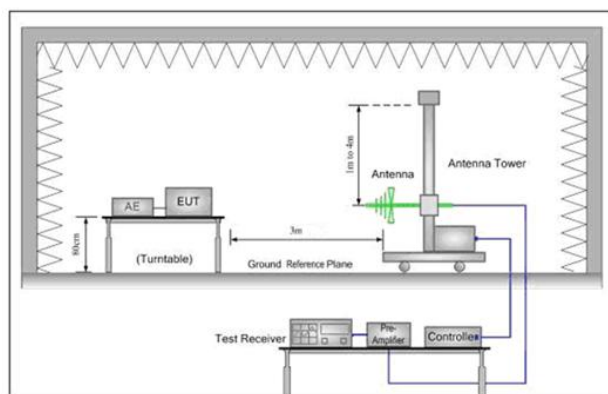 1m to 4m
Antenna
Antenna Tower
AE
EUT
80cm
(Turntable)
3m
Ground Reference Plane
Test Receiver
Pre-
Amplifier
Controller